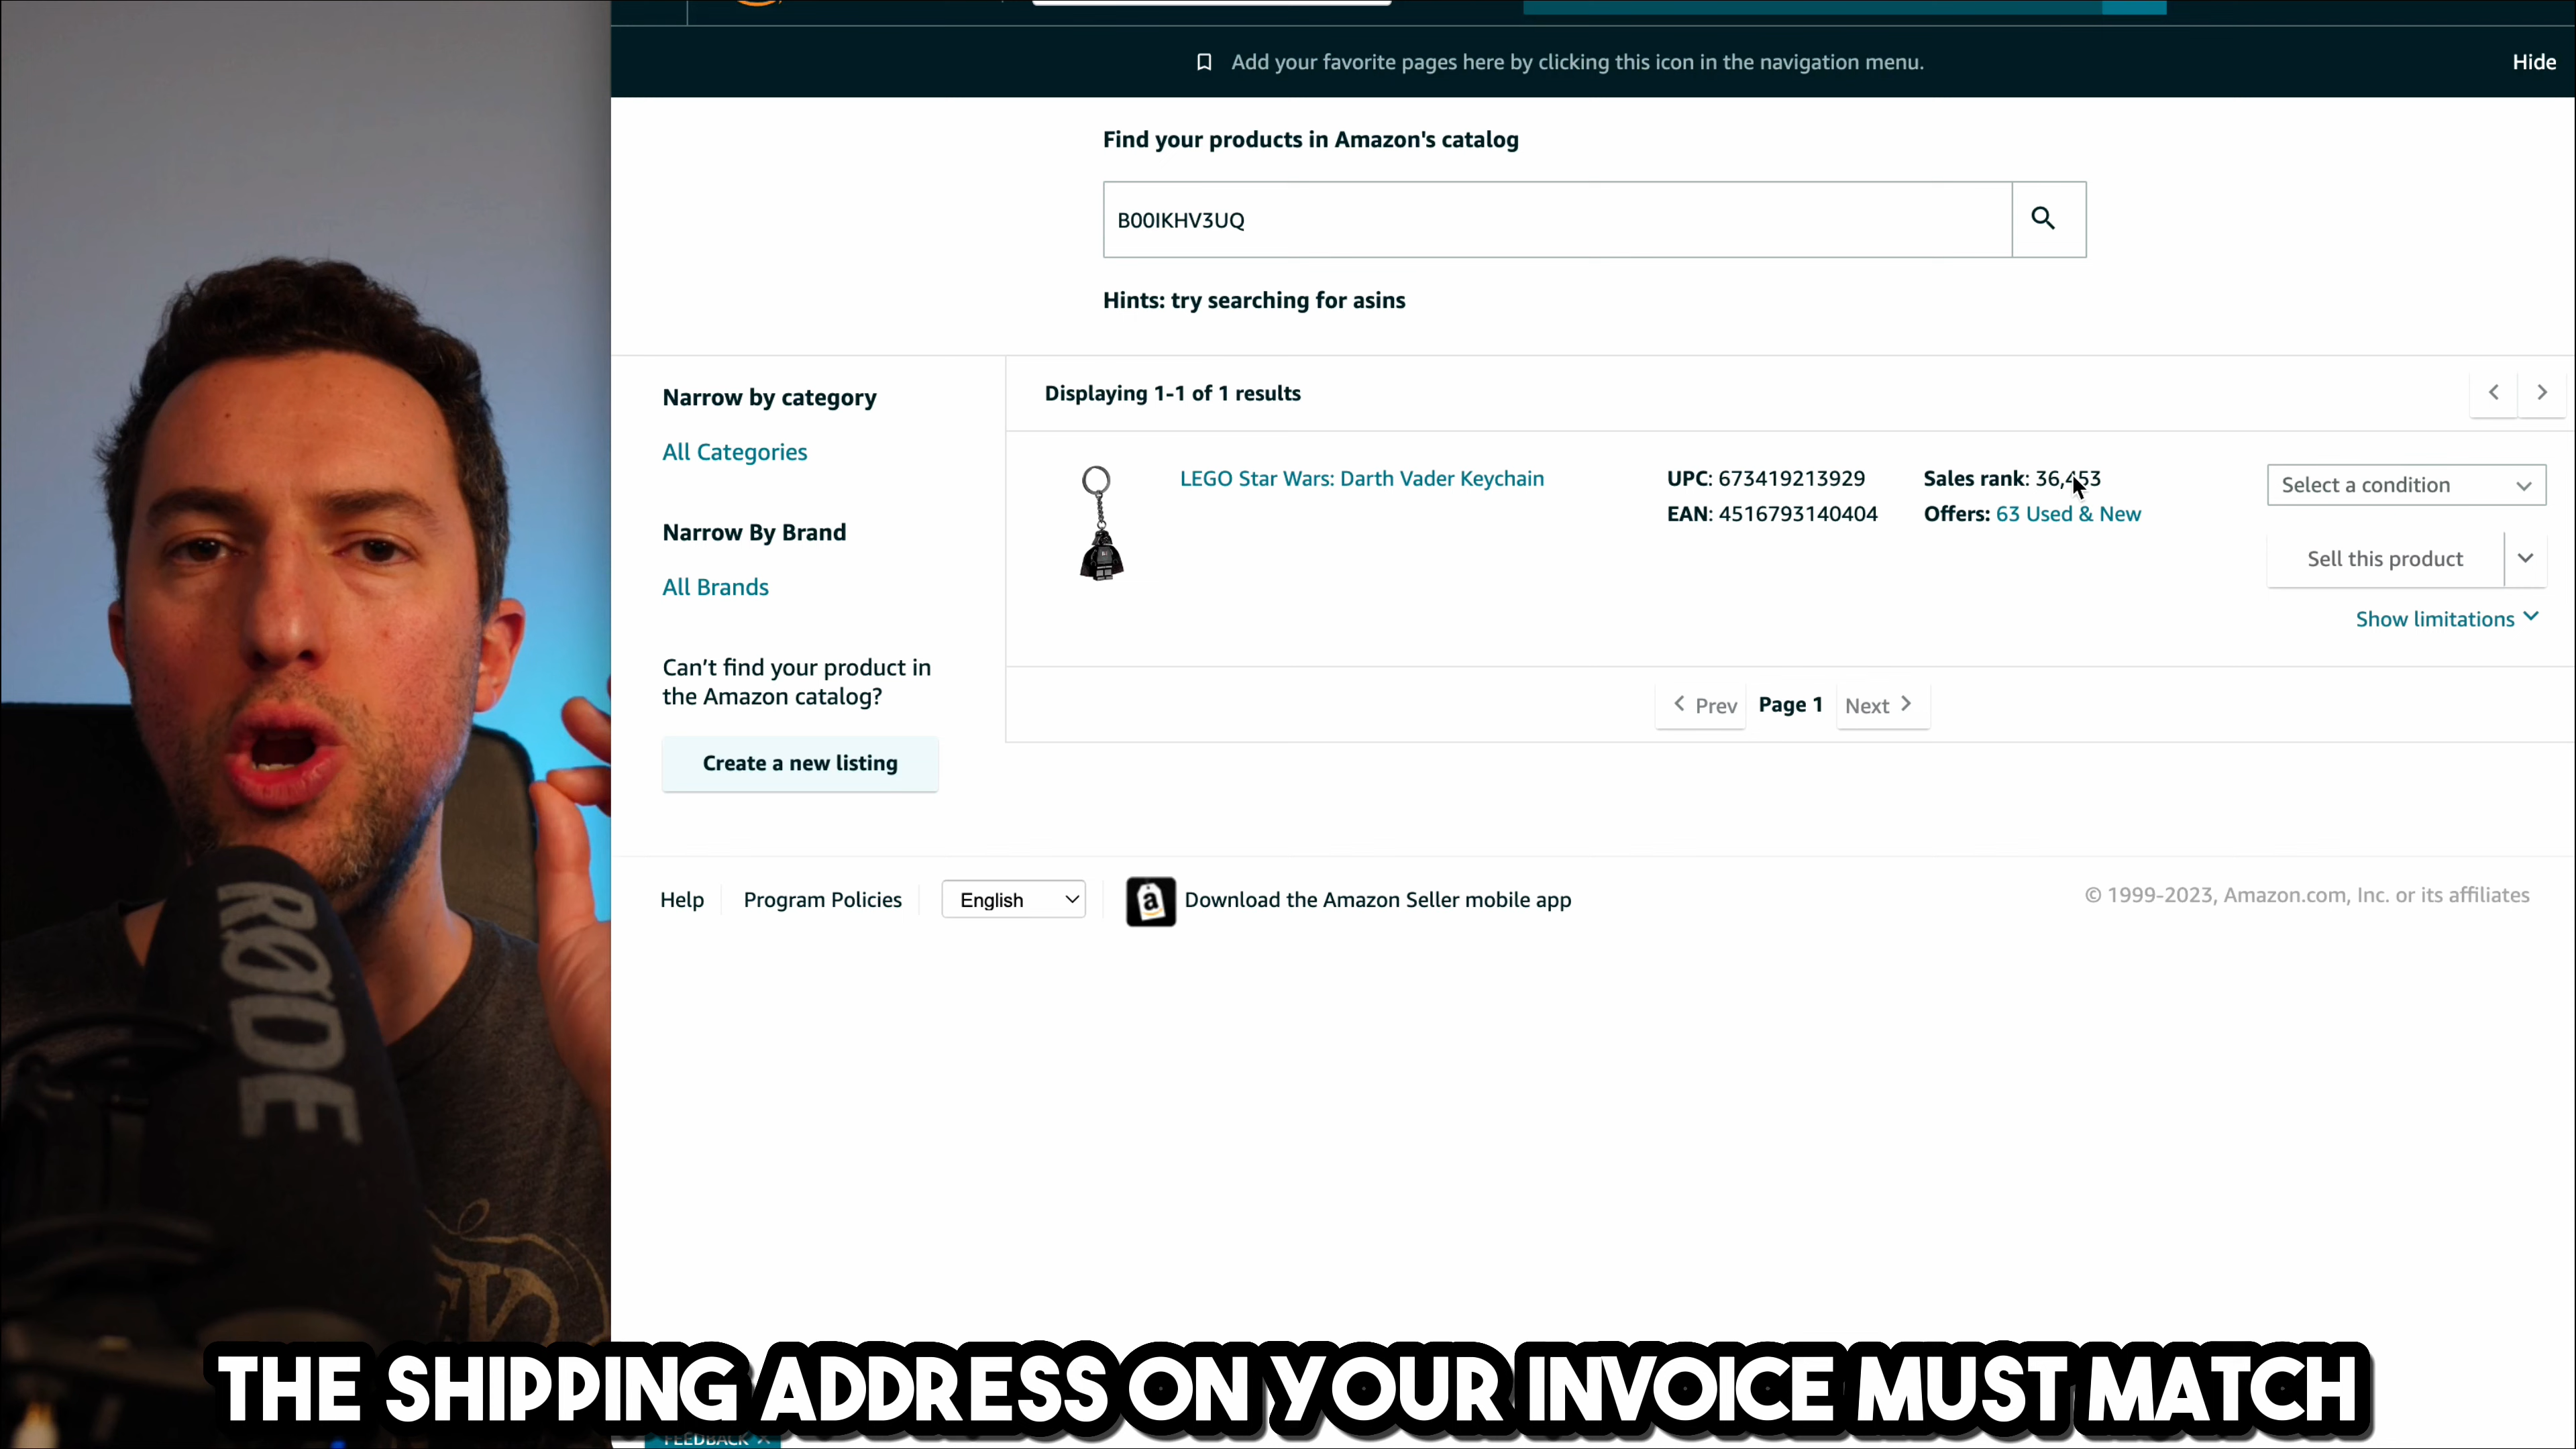 Add your favorite pages here by clicking this icon in the navigation menu.
Hide
Find your products in Amazon's catalog
B00IKHV3UQ
Hints: try searching for asins
Narrow by category
All Categories
Narrow By Brand
All Brands
Can't find your product in
the Amazon catalog?
Create a new listing
Displaying 1-1 of 1 results
LEGO Star Wars: Darth Vader Keychain
UPC: 673419213929
EAN: 4516793140404
Sales rank: 36,453
Offers: 63 Used & New
Select a condition
Sell this product
Show limitations
Prev Page 1 Next
Help
Program Policies
English
Download the Amazon Seller mobile app
© 1999-2023, Amazon.com, Inc. or its affiliates
RØDE
THE SHIPPING ADDRESS ON YOUR INVOICE MUST MATCH
FEEDBACK